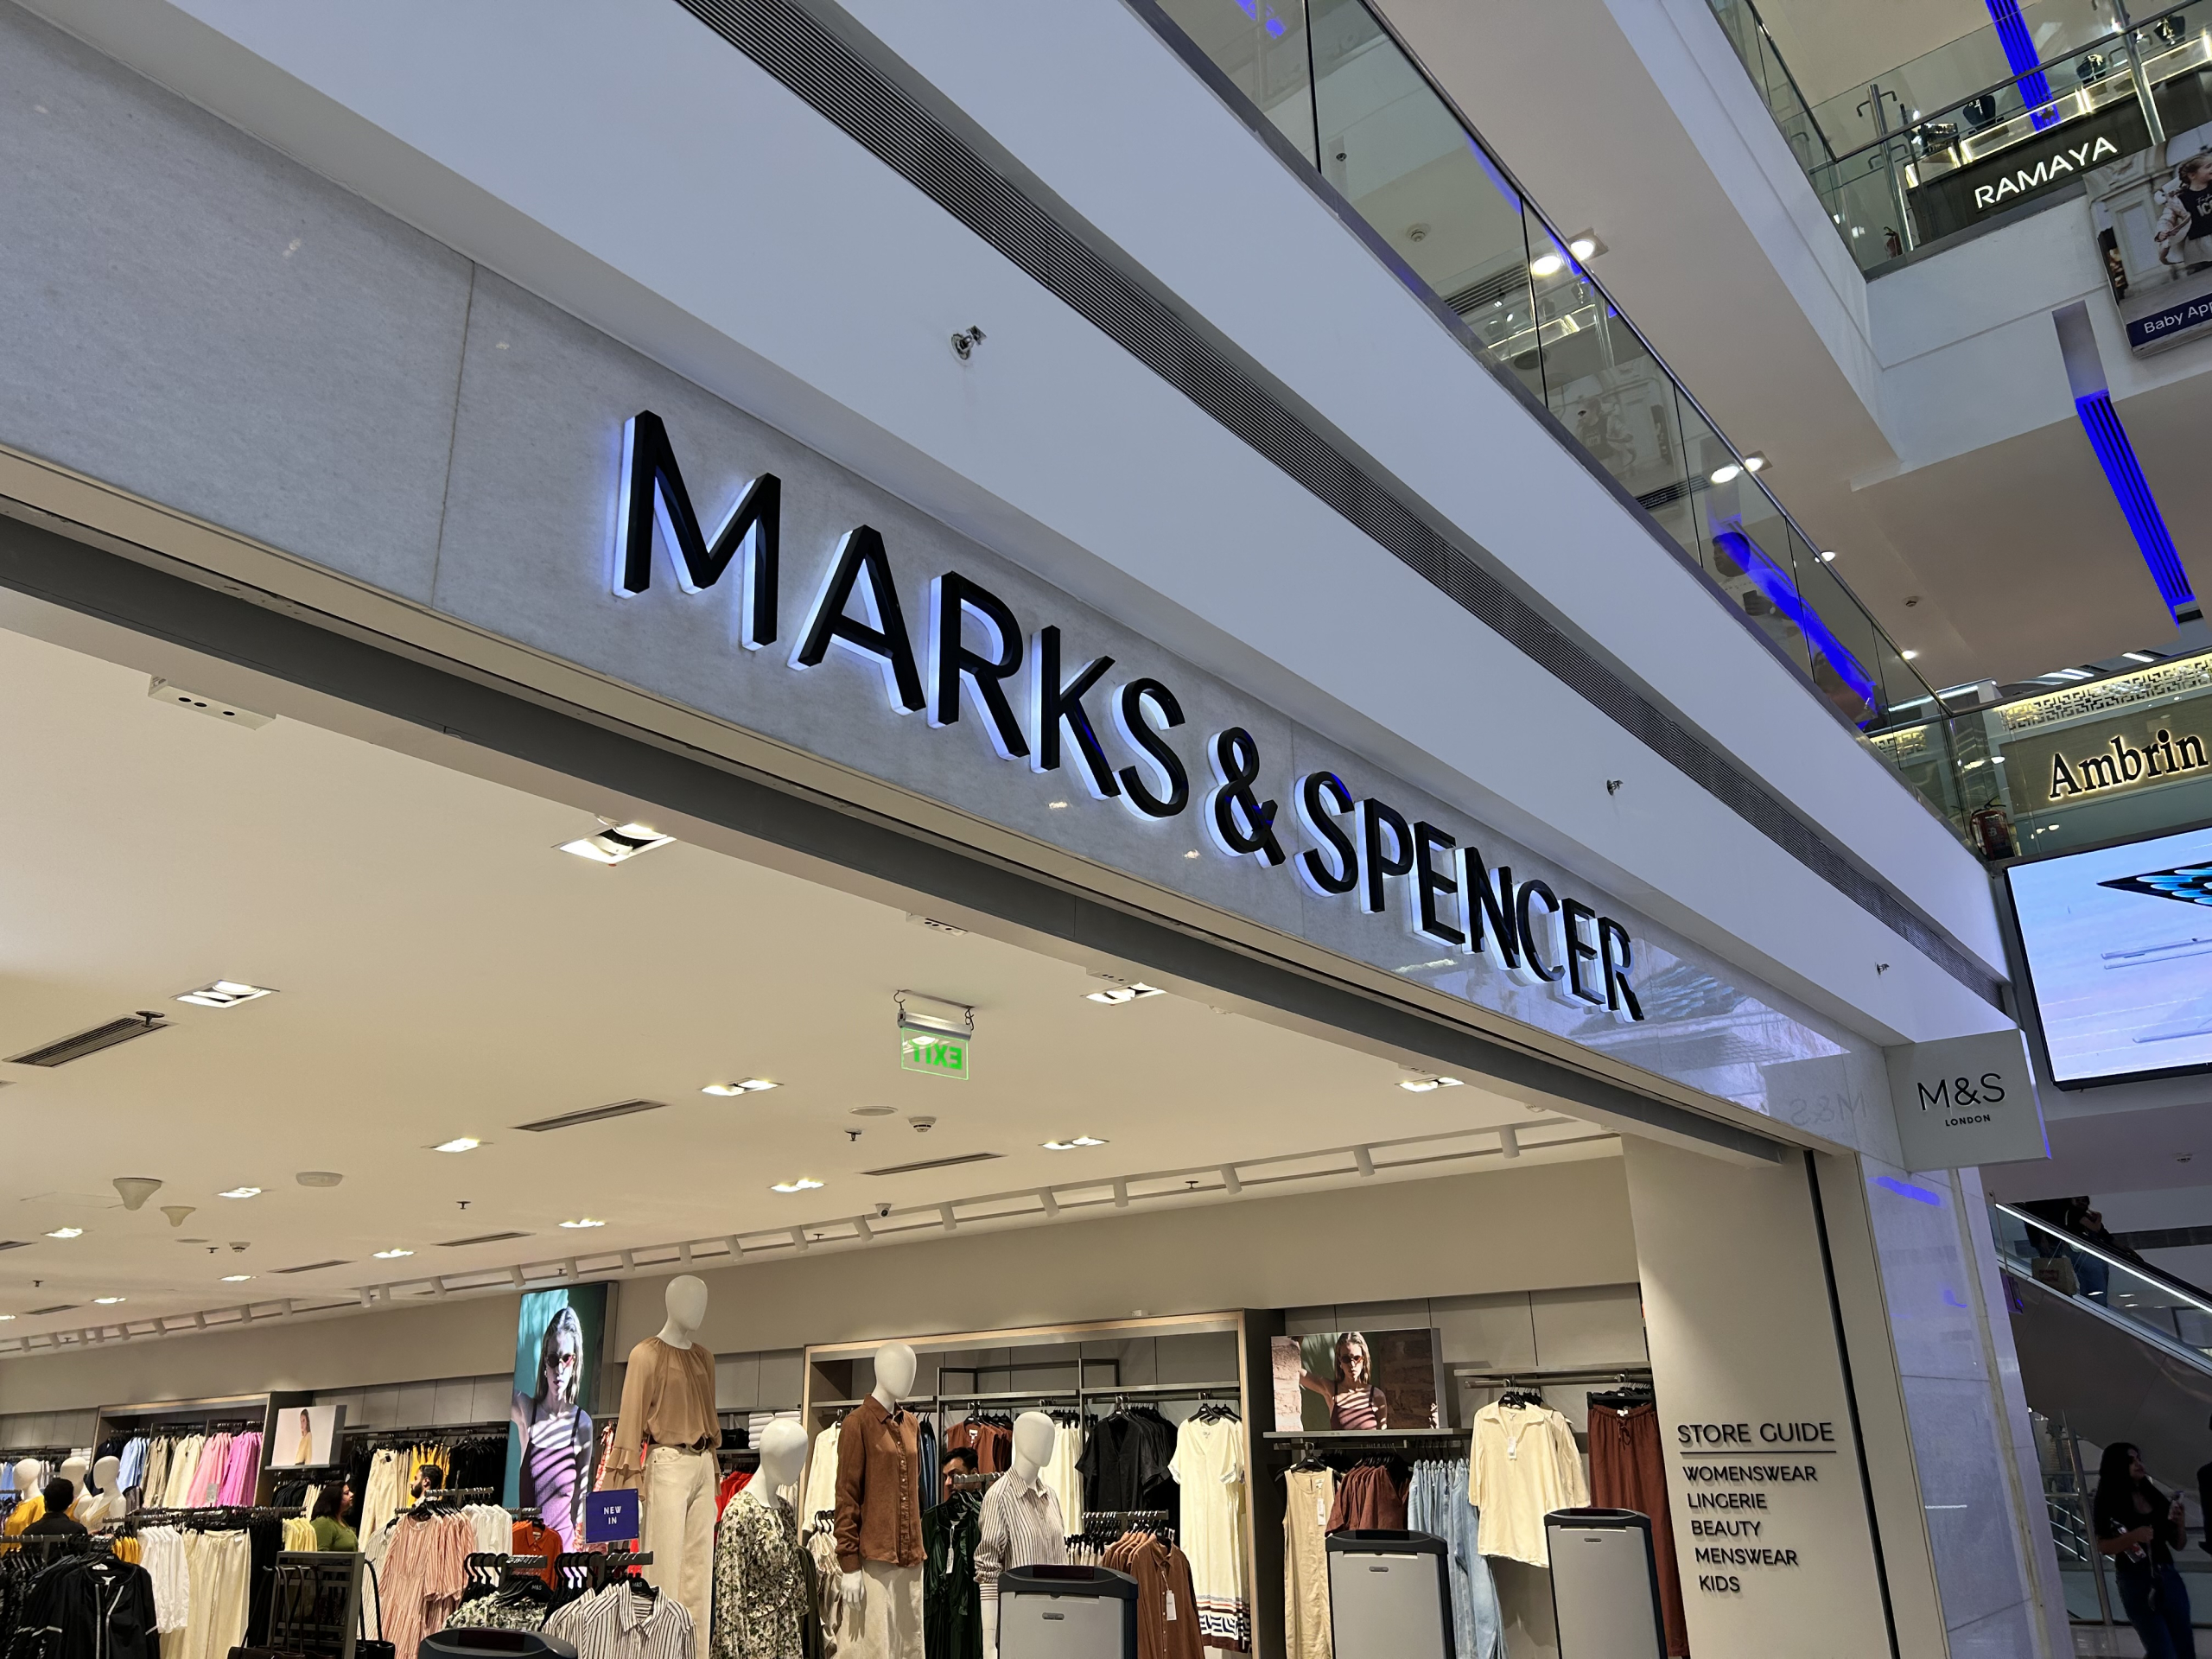 MARKS & SPENCER
RAMAYA
Baby
Ambrin
EXIT
M&S
LONDON
NEW
IN
STORE GUIDE
WOMENSWEAR
LINGERIE
BEAUTY
MENSWEAR
KIDS